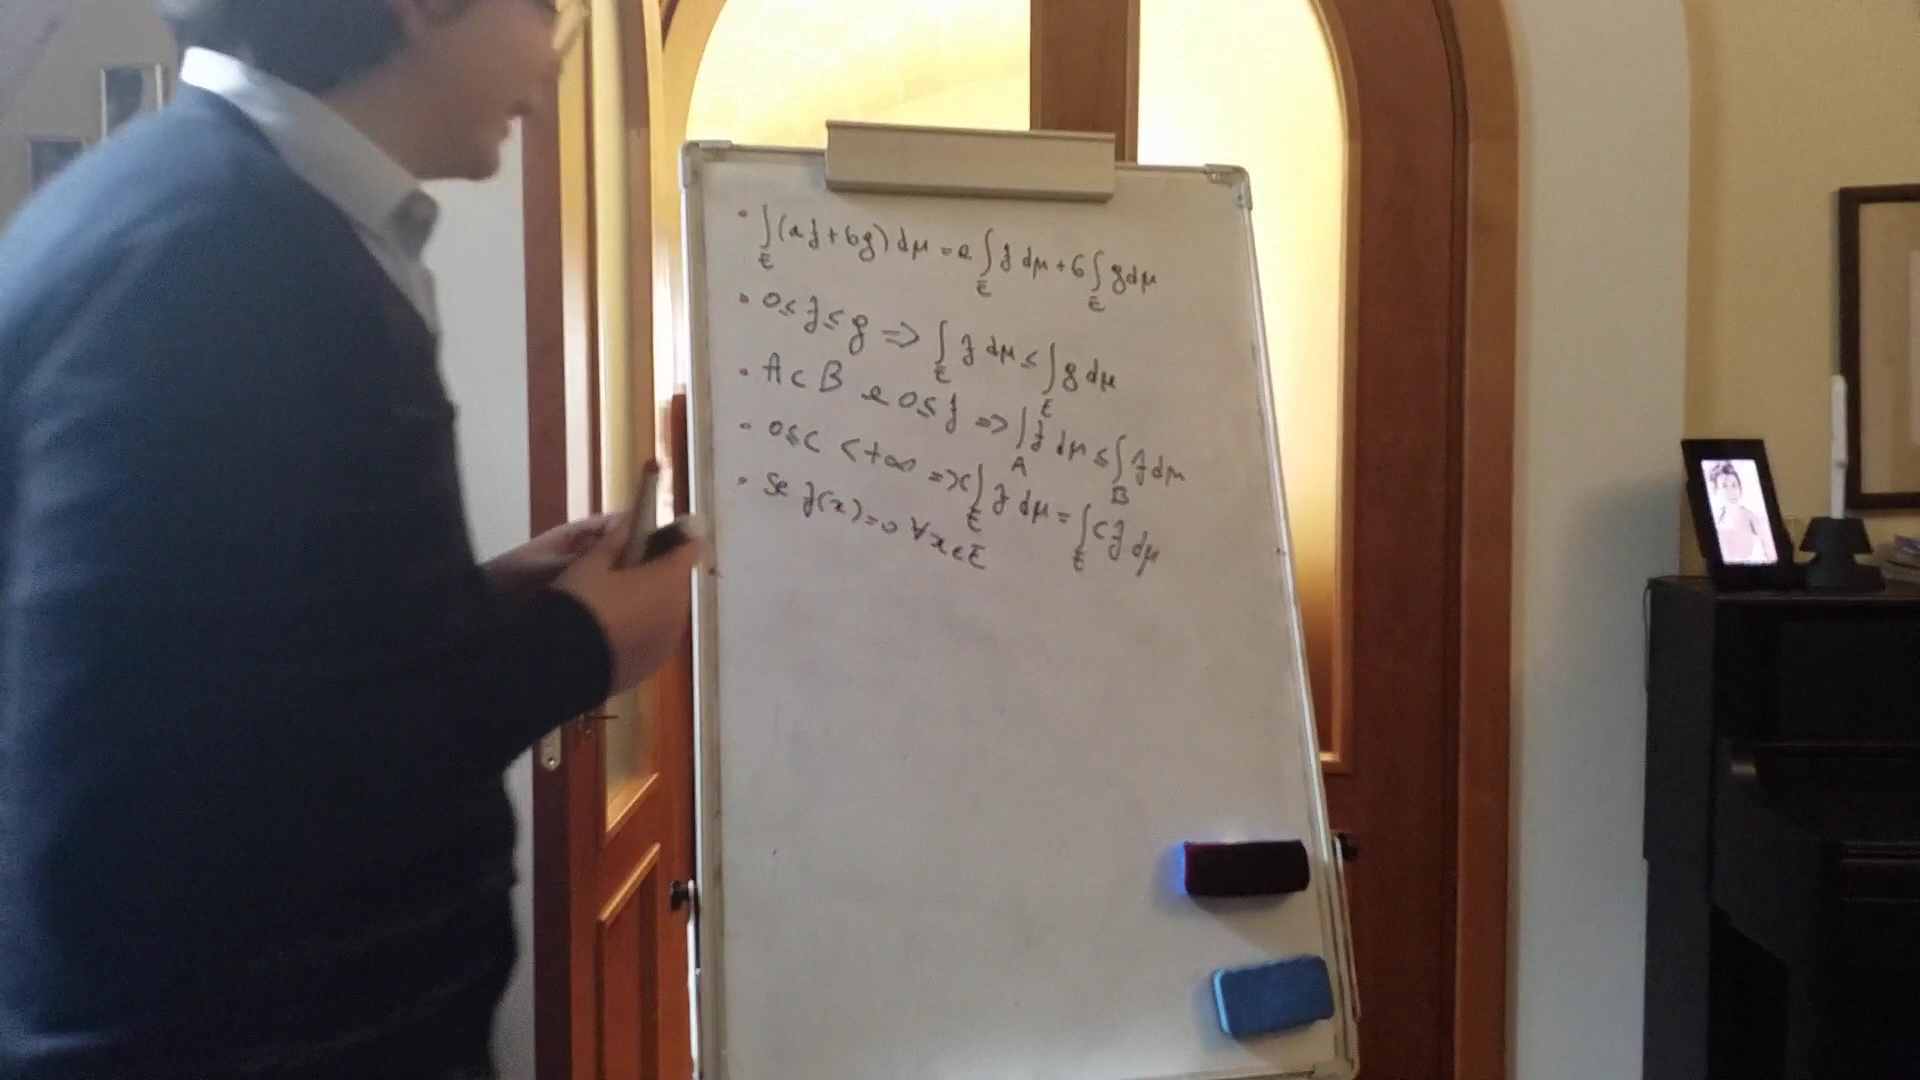 • ∫_E (af+bg) dμ = a ∫_E f dμ + b ∫_E g dμ
• 0 ≤ f ≤ g ⇒ ∫_E f dμ ≤ ∫_E g dμ
• A ⊂ B e 0 ≤ f ⇒ ∫_A f dμ ≤ ∫_B f dμ
• 0 ≤ c < +∞ ⇒ c ∫_E f dμ = ∫_E c f dμ
• Se f(x) = 0 ∀x ∈ E